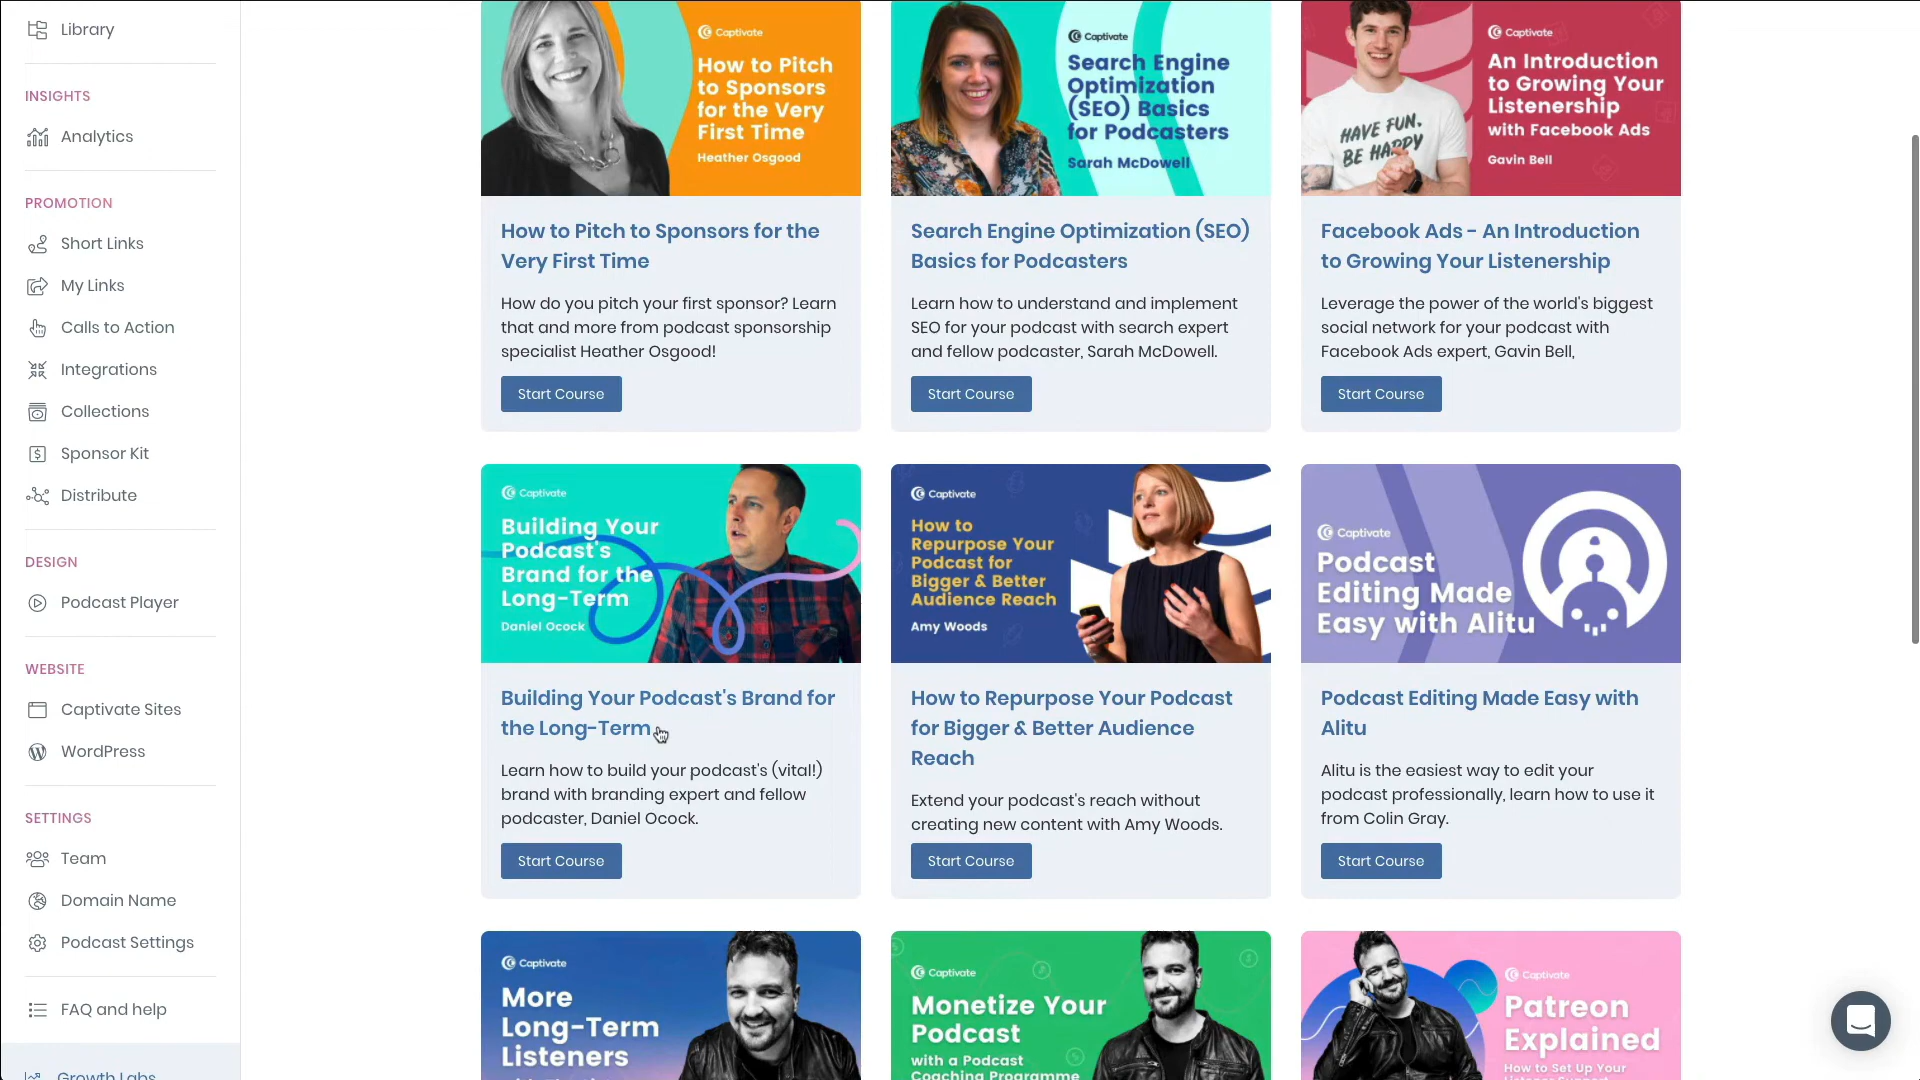 Library
INSIGHTS
Analytics
PROMOTION
Short Links
My Links
Calls to Action
Integrations
Collections
Sponsor Kit
Distribute
DESIGN
Podcast Player
WEBSITE
Captivate Sites
WordPress
SETTINGS
Team
Domain Name
Podcast Settings
FAQ and help
Growth Labs
Captivate
How to Pitch
to Sponsors
for the Very
First Time
Heather Osgood
How to Pitch to Sponsors for the
Very First Time
How do you pitch your first sponsor? Learn
that and more from podcast sponsorship
specialist Heather Osgood!
Start Course
Captivate
Search Engine
Optimization
(SEO) Basics
for Podcasters
Sarah McDowell
Search Engine Optimization (SEO)
Basics for Podcasters
Learn how to understand and implement
SEO for your podcast with search expert
and fellow podcaster, Sarah McDowell.
Start Course
Captivate
An Introduction
to Growing Your
Listenership
with Facebook Ads
Gavin Bell
HAVE FUN.
BE HAPPY
Facebook Ads - An Introduction
to Growing Your Listenership
Leverage the power of the world's biggest
social network for your podcast with
Facebook Ads expert, Gavin Bell,
Start Course
Captivate
Building Your
Podcast's
Brand for the
Long-Term
Daniel Ocock
Building Your Podcast's Brand for
the Long-Term
Learn how to build your podcast's (vital!)
brand with branding expert and fellow
podcaster, Daniel Ocock.
Start Course
Captivate
How to
Repurpose Your
Podcast for
Bigger & Better
Audience Reach
Amy Woods
How to Repurpose Your Podcast
for Bigger & Better Audience
Reach
Extend your podcast's reach without
creating new content with Amy Woods.
Start Course
Captivate
Podcast
Editing Made
Easy with Alitu
Podcast Editing Made Easy with
Alitu
Alitu is the easiest way to edit your
podcast professionally, learn how to use it
from Colin Gray.
Start Course
Captivate
More
Long-Term
Listeners
Captivate
Monetize Your
Podcast
with a Podcast
Coaching Programme
Captivate
Patreon
Explained
How to Set Up Your